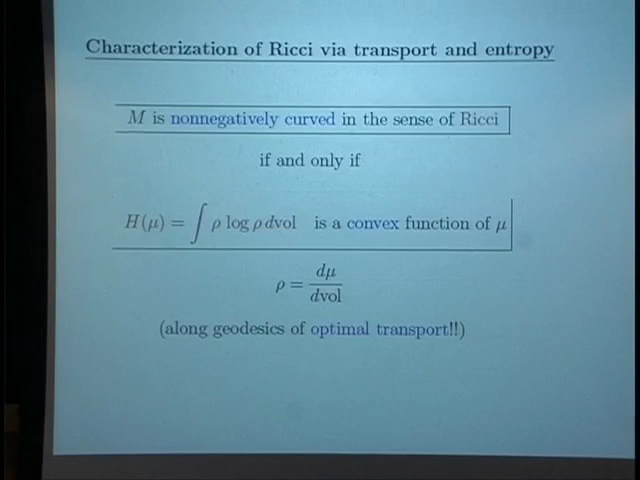 Characterization of Ricci via transport and entropy
M is nonnegatively curved in the sense of Ricci
if and only if
H(μ) = ∫ ρ log ρ dvol is a convex function of μ
ρ = dμ/dvol
(along geodesics of optimal transport!!)